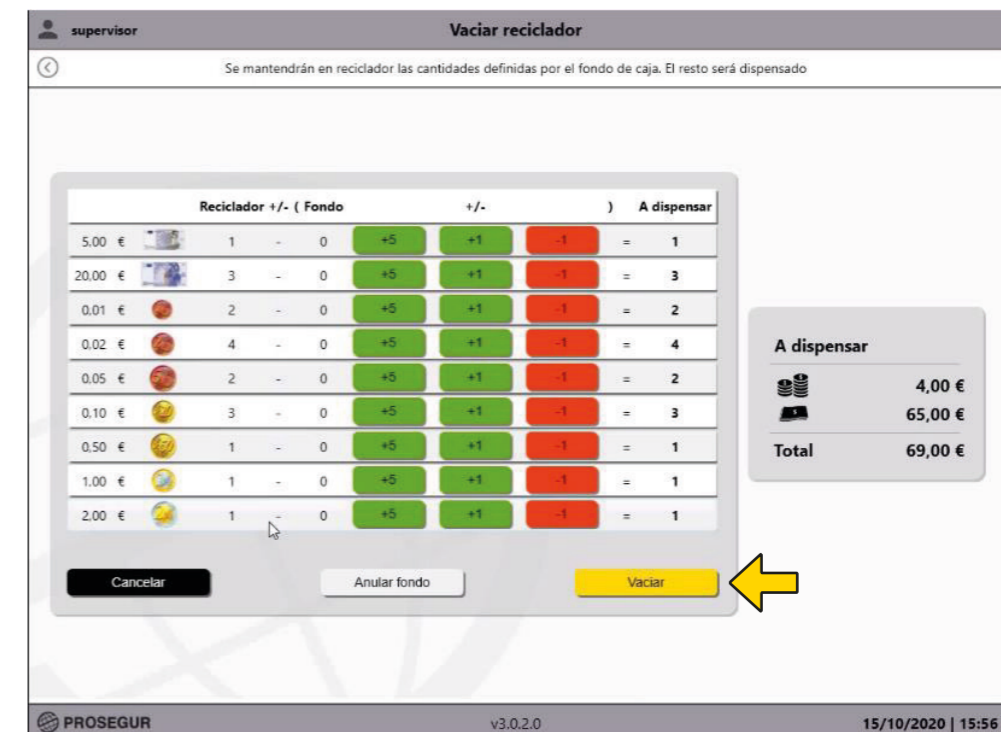 supervisor Vaciar reciclador
Se mantendrán en reciclador las cantidades definidas por el fondo de caja. El resto será dispensado
Reciclador +/- ( Fondo +/- ) A dispensar
5.00 € 1 - 0 +5 +1 -1 = 1
20,00 € 3 - 0 +5 +1 -1 = 3
0.01 € 2 - 0 +5 +1 -1 = 2
0.02 € 4 - 0 +5 +1 -1 = 4
0.05 € 2 - 0 +5 +1 -1 = 2
0.10 € 3 - 0 +5 +1 -1 = 3
0,50 € 1 - 0 +5 +1 -1 = 1
1.00 € 1 - 0 +5 +1 -1 = 1
2,00 € 1 - 0 +5 +1 -1 = 1
Cancelar Anular fondo Vaciar
A dispensar
4,00 €
65,00 €
Total 69,00 €
PROSEGUR v3.0.2.0 15/10/2020 | 15:56